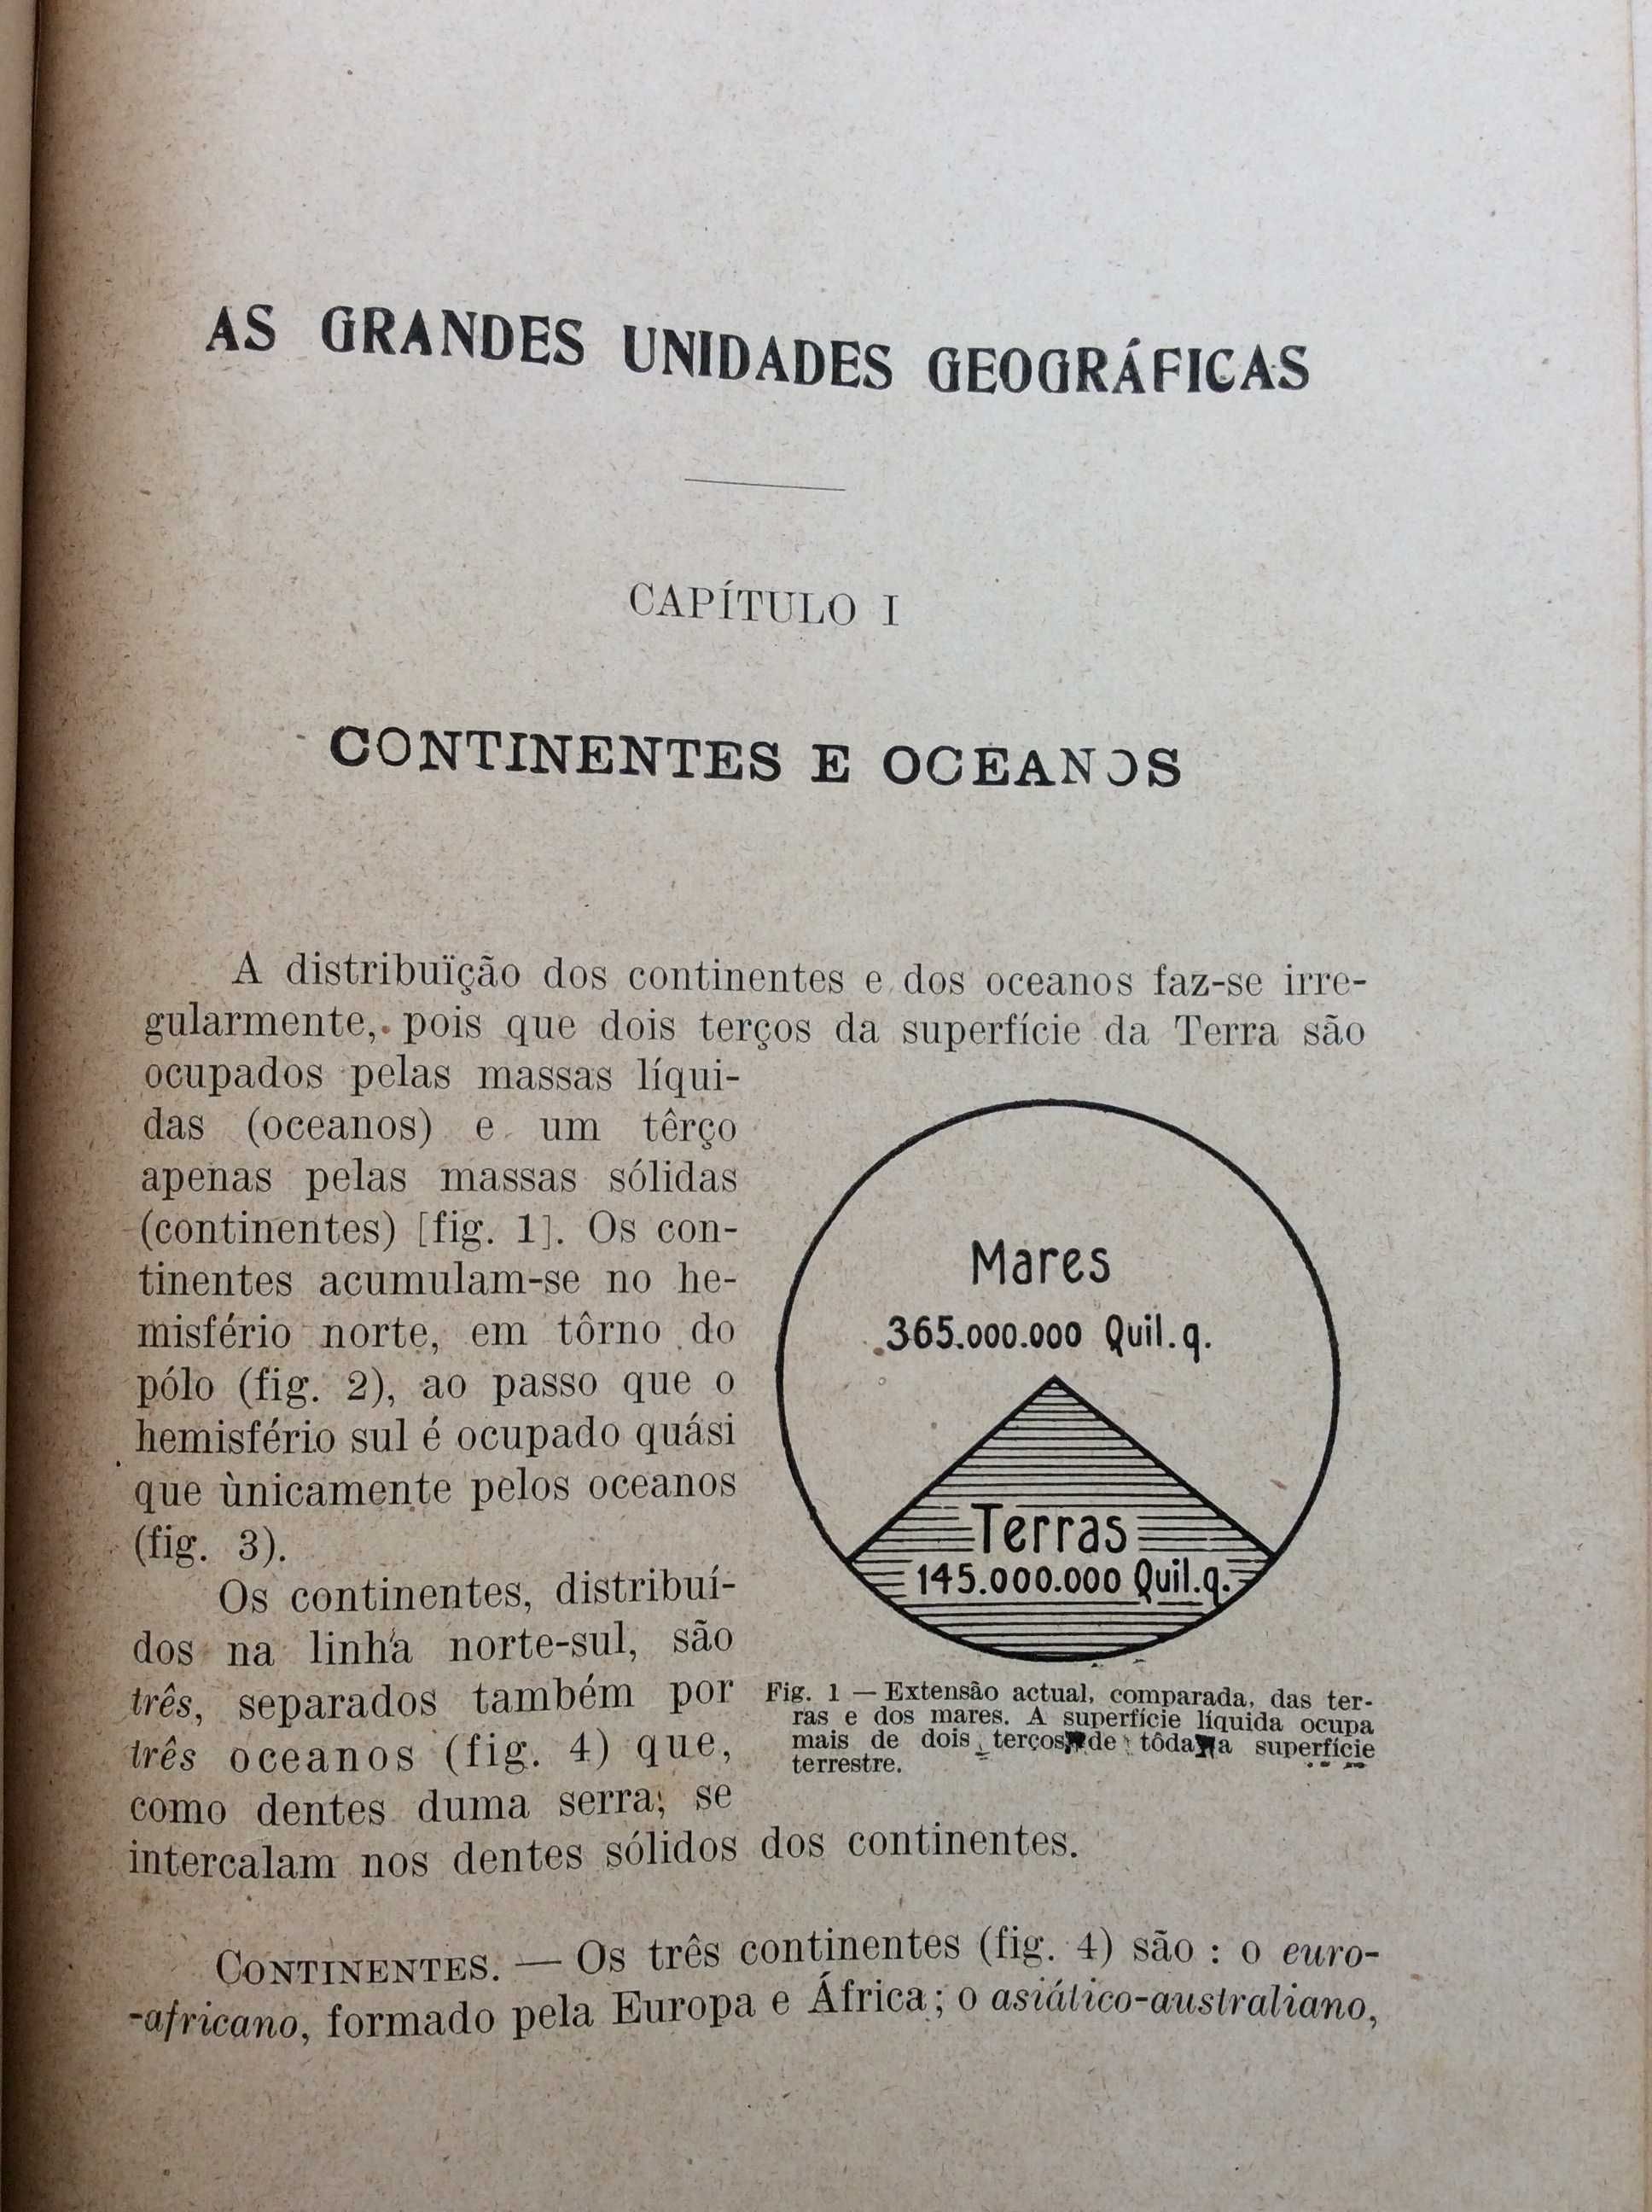 AS GRANDES UNIDADES GEOGRÁFICAS
CAPÍTULO I
CONTINENTES E OCEANOS
A distribuïção dos continentes e dos oceanos faz-se irre-
gularmente, pois que dois terços da superfície da Terra são
ocupados pelas massas líqui-
das (oceanos) e um têrço
apenas pelas massas sólidas
(continentes) [fig. 1]. Os con-
tinentes acumulam-se no he-
misfério norte, em tôrno do
pólo (fig. 2), ao passo que o
hemisfério sul é ocupado quási
que ùnicamente pelos oceanos
(fig. 3).
Os continentes, distribuí-
dos na linha norte-sul, são
três, separados também por
três oceanos (fig. 4) que,
como dentes duma serra, se
intercalam nos dentes sólidos dos continentes.
Mares
365.000.000 Quil. q.
Terras
145.000.000 Quil. q.
Fig. 1 — Extensão actual, comparada, das ter-
ras e dos mares. A superfície líquida ocupa
mais de dois terços de tôda a superfície
terrestre.
CONTINENTES. — Os três continentes (fig. 4) são : o euro-
-africano, formado pela Europa e África; o asiático-australiano,